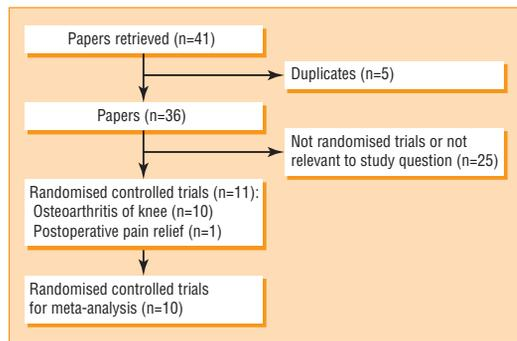 Papers retrieved (n=41)
Duplicates (n=5)
Papers (n=36)
Not randomised trials or not
relevant to study question (n=25)
Randomised controlled trials (n=11):
Osteoarthritis of knee (n=10)
Postoperative pain relief (n=1)
Randomised controlled trials
for meta-analysis (n=10)